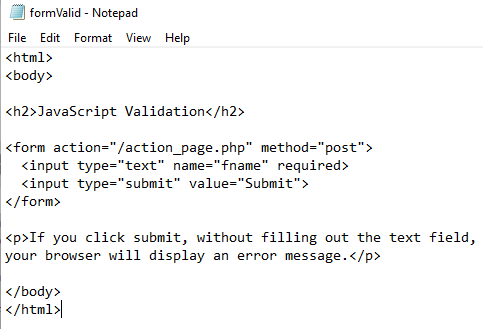 formValid - Notepad
File Edit Format View Help
<html>
<body>
<h2>JavaScript Validation</h2>
<form action="/action_page.php" method="post">
  <input type="text" name="fname" required>
  <input type="submit" value="Submit">
</form>
<p>If you click submit, without filling out the text field,
your browser will display an error message.</p>
</body>
</html>